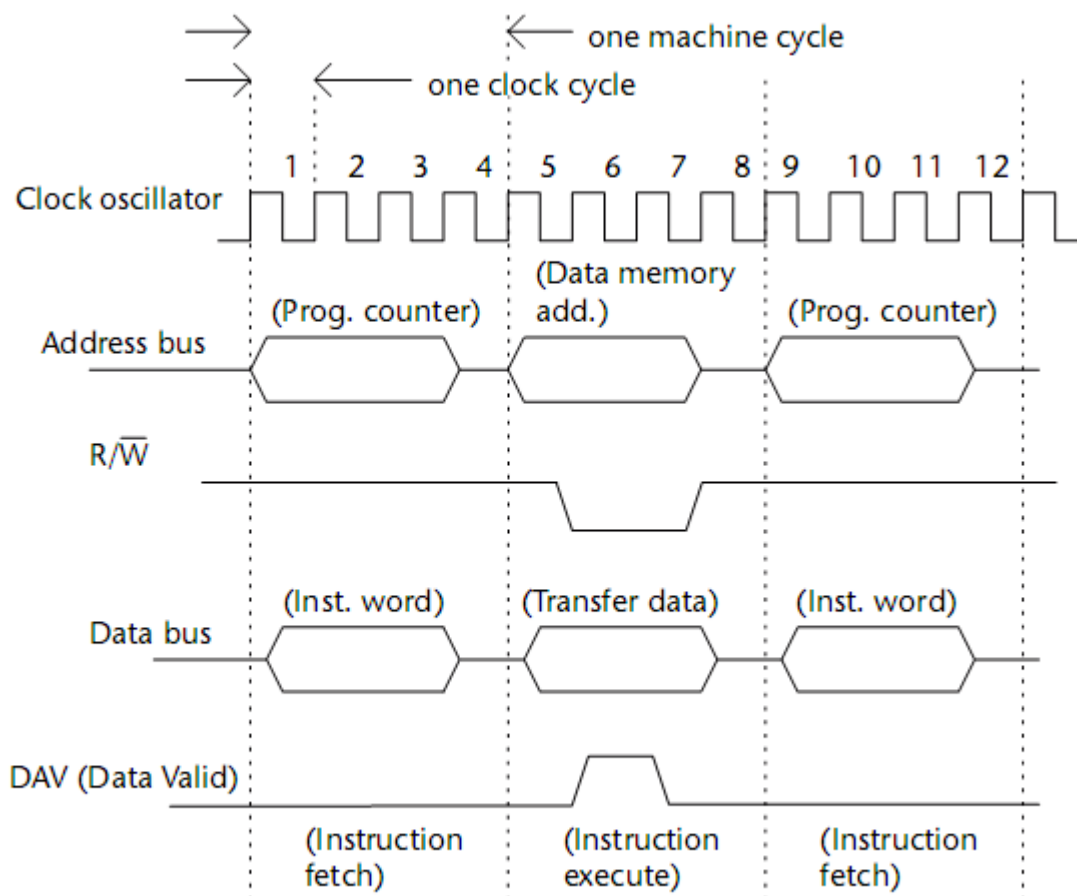 one machine cycle
one clock cycle
1 2 3 4 5 6 7 8 9 10 11 12
Clock oscillator
(Data memory
add.)
(Prog. counter)
(Prog. counter)
Address bus
R/W̅
(Inst. word)
(Transfer data)
(Inst. word)
Data bus
DAV (Data Valid)
(Instruction
fetch)
(Instruction
execute)
(Instruction
fetch)